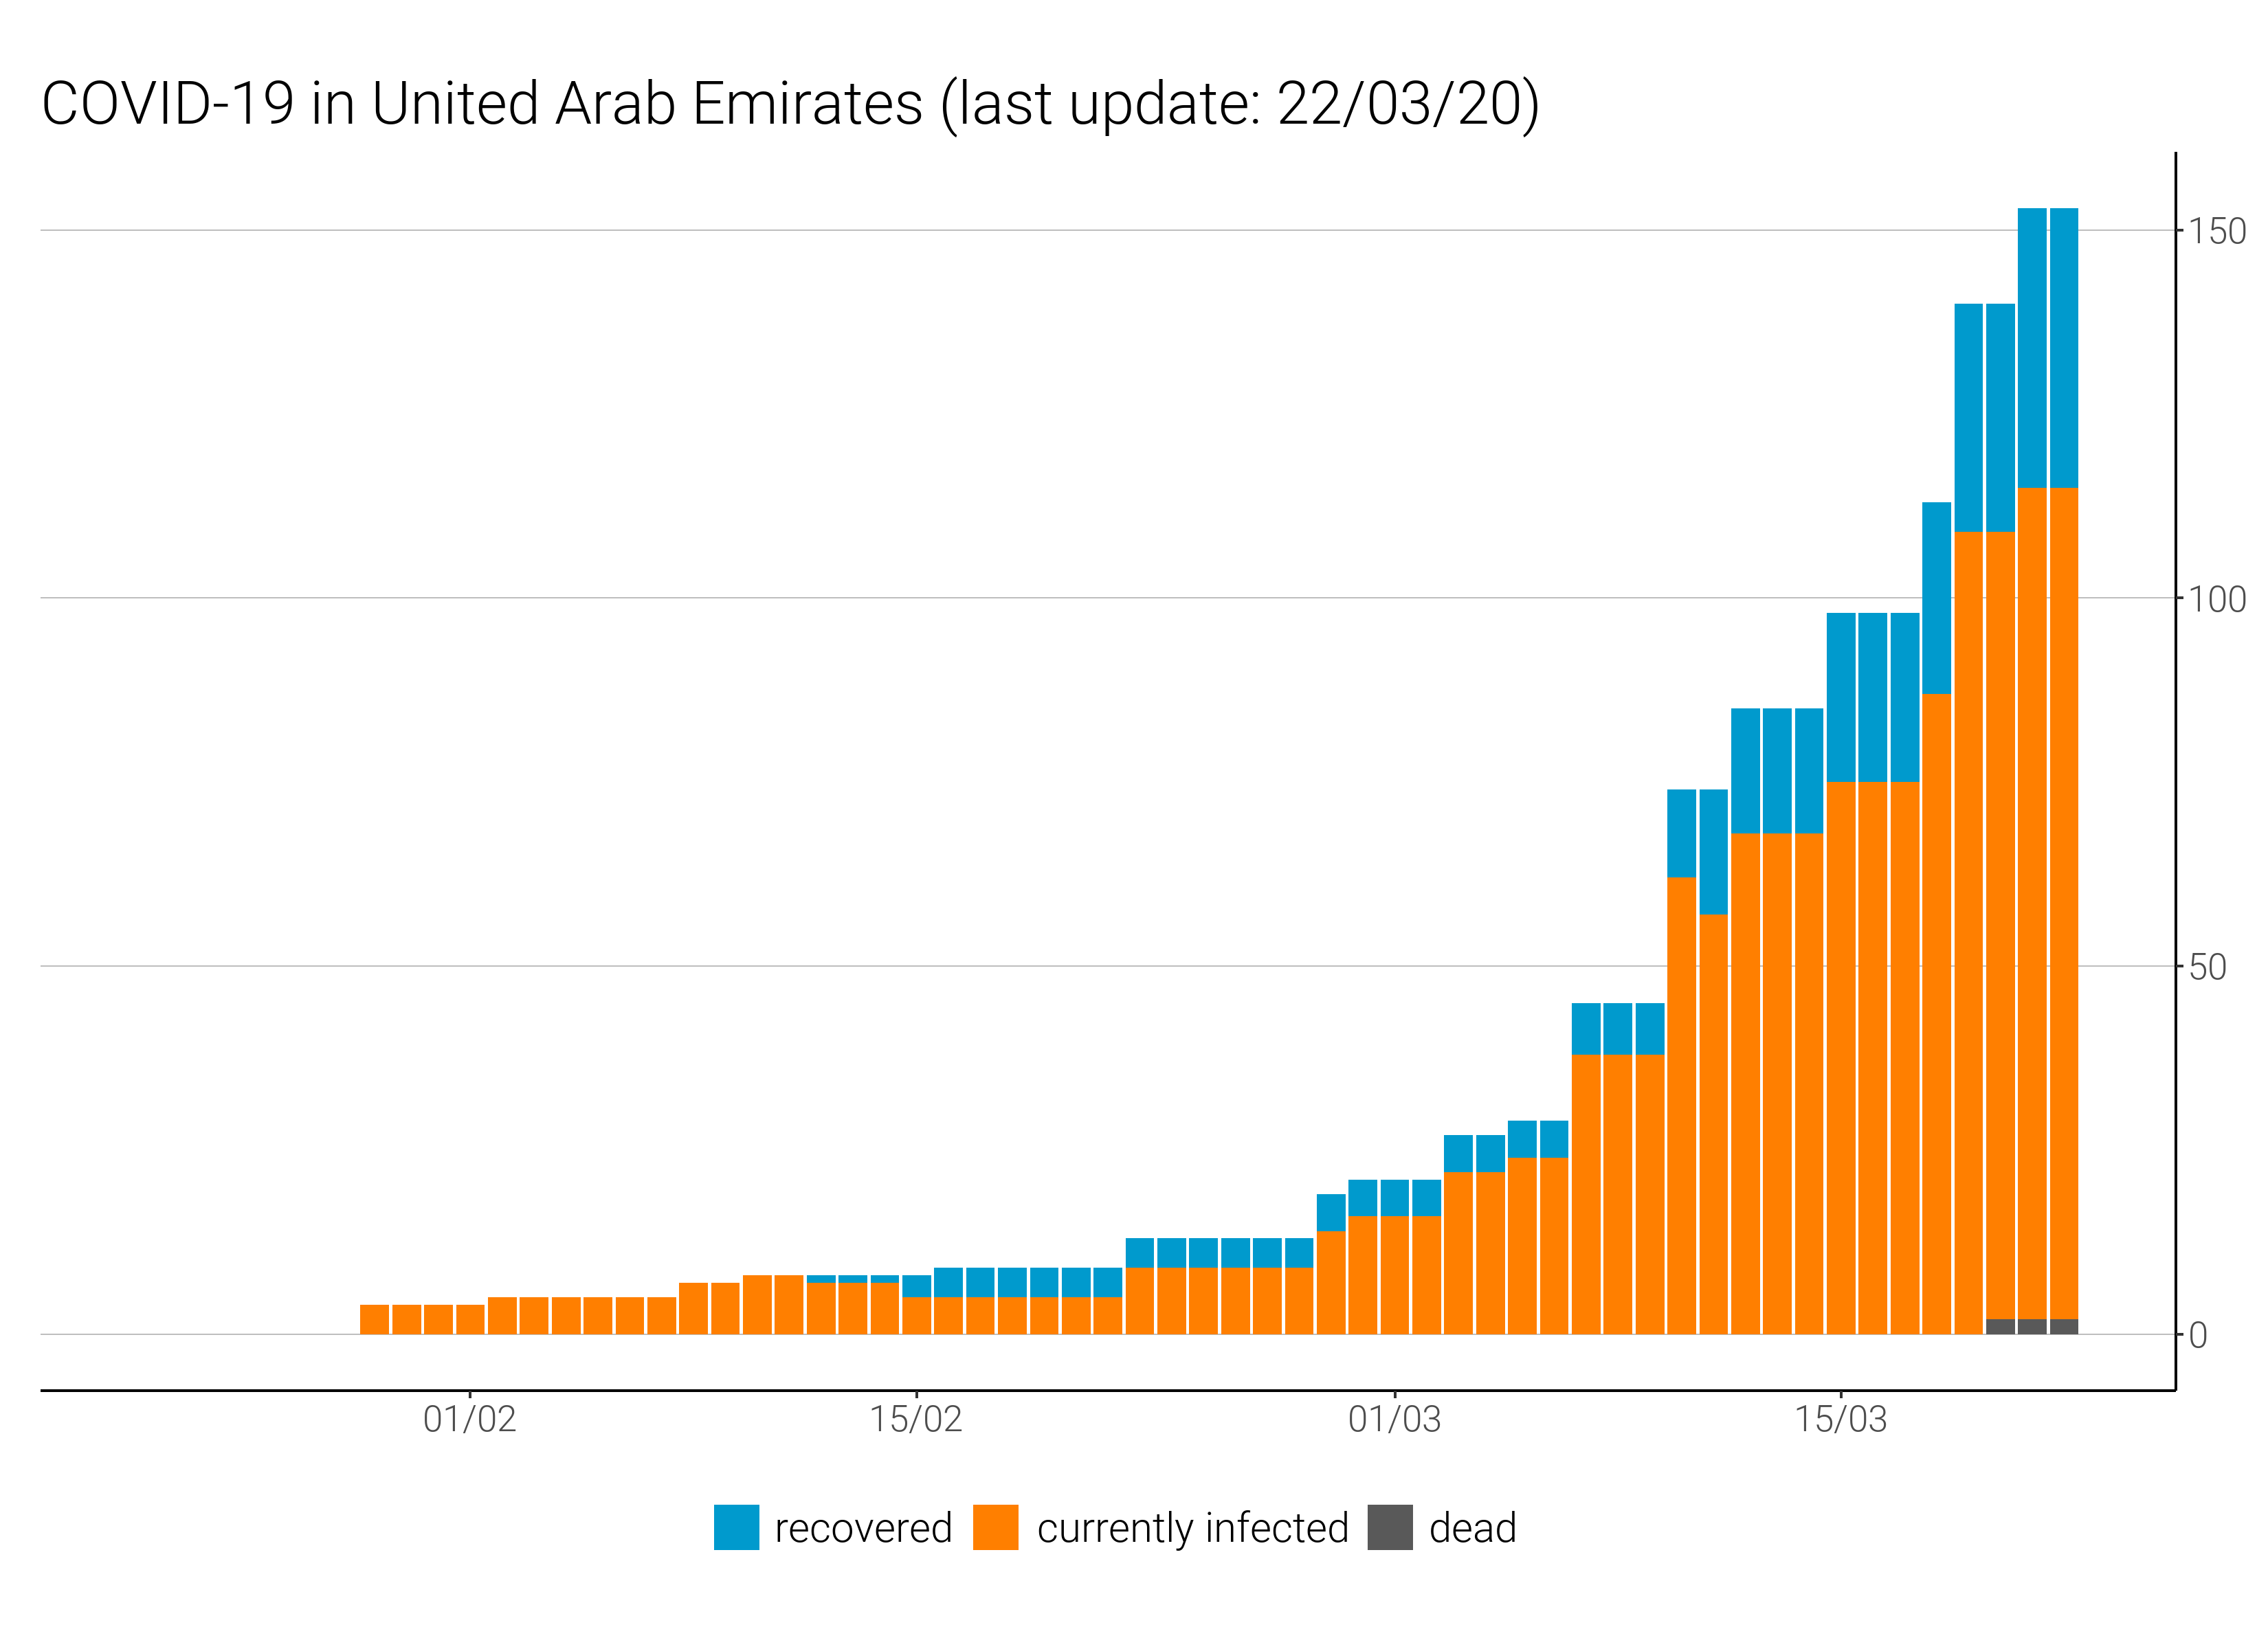 COVID-19 in United Arab Emirates (last update: 22/03/20)
150
100
50
0
01/02 15/02 01/03 15/03
recovered currently infected dead